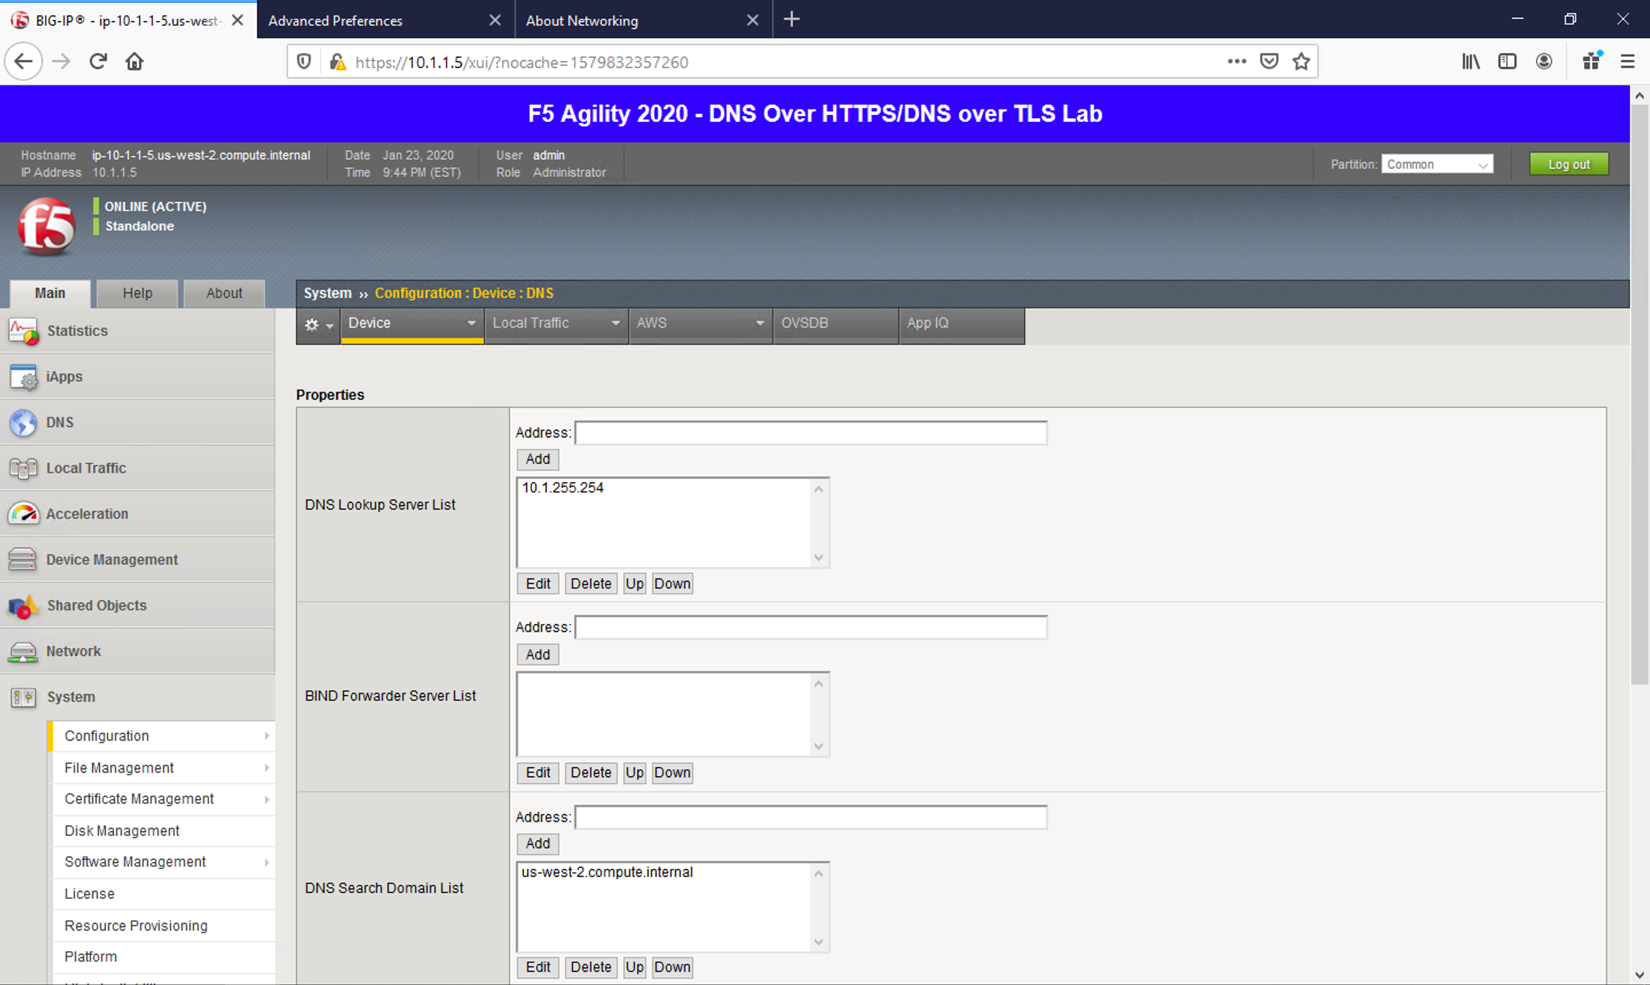 BIG-IP® - ip-10-1-1-5.us-west-
Advanced Preferences
About Networking
https://10.1.1.5/xui/?nocache=1579832357260
F5 Agility 2020 - DNS Over HTTPS/DNS over TLS Lab
Hostname ip-10-1-1-5.us-west-2.compute.internal
IP Address 10.1.1.5
Date Jan 23, 2020
Time 9:44 PM (EST)
User admin
Role Administrator
Partition: Common
Log out
f5
ONLINE (ACTIVE)
Standalone
Main
Help
About
System ›› Configuration : Device : DNS
Device
Local Traffic
AWS
OVSDB
App IQ
Statistics
iApps
DNS
Local Traffic
Acceleration
Device Management
Shared Objects
Network
System
Configuration
File Management
Certificate Management
Disk Management
Software Management
License
Resource Provisioning
Platform
Properties
DNS Lookup Server List
Address:
Add
10.1.255.254
Edit Delete Up Down
BIND Forwarder Server List
Address:
Add
Edit Delete Up Down
DNS Search Domain List
Address:
Add
us-west-2.compute.internal
Edit Delete Up Down